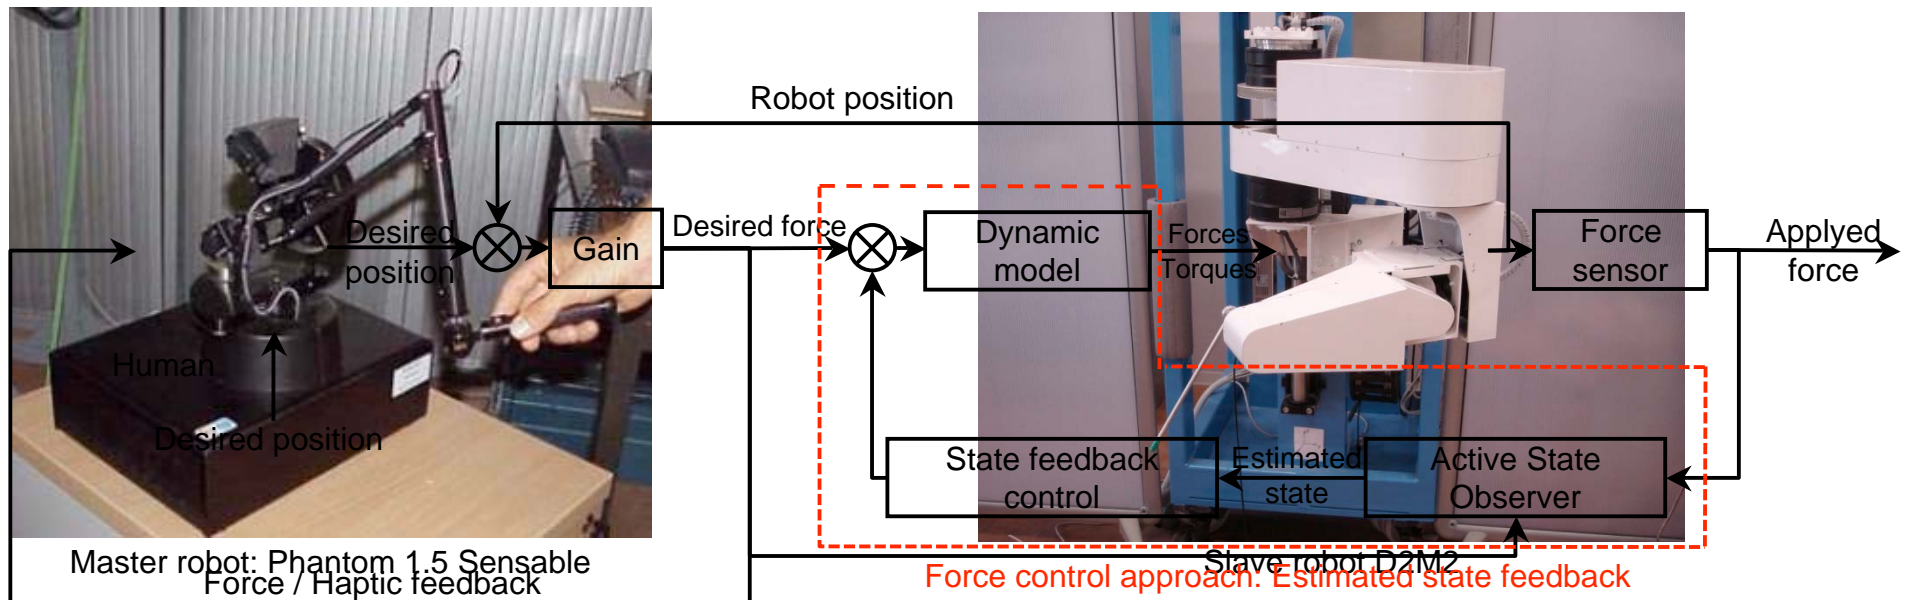 Robot position
Desired
position
Gain
Desired force
Dynamic
model
Forces
Torques
Force
sensor
Applyed
force
Human
Desired position
State feedback
control
Estimated
state
Active State
Observer
Master robot: Phantom 1.5 Sensable
Force / Haptic feedback
Slave robot D2M2
Force control approach: Estimated state feedback